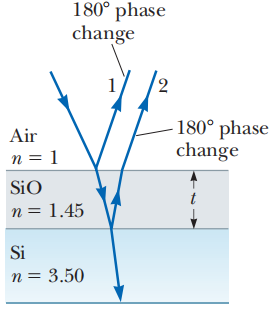 180° phase
change
1
2
180° phase
change
Air
n = 1
SiO
n = 1.45
t
Si
n = 3.50